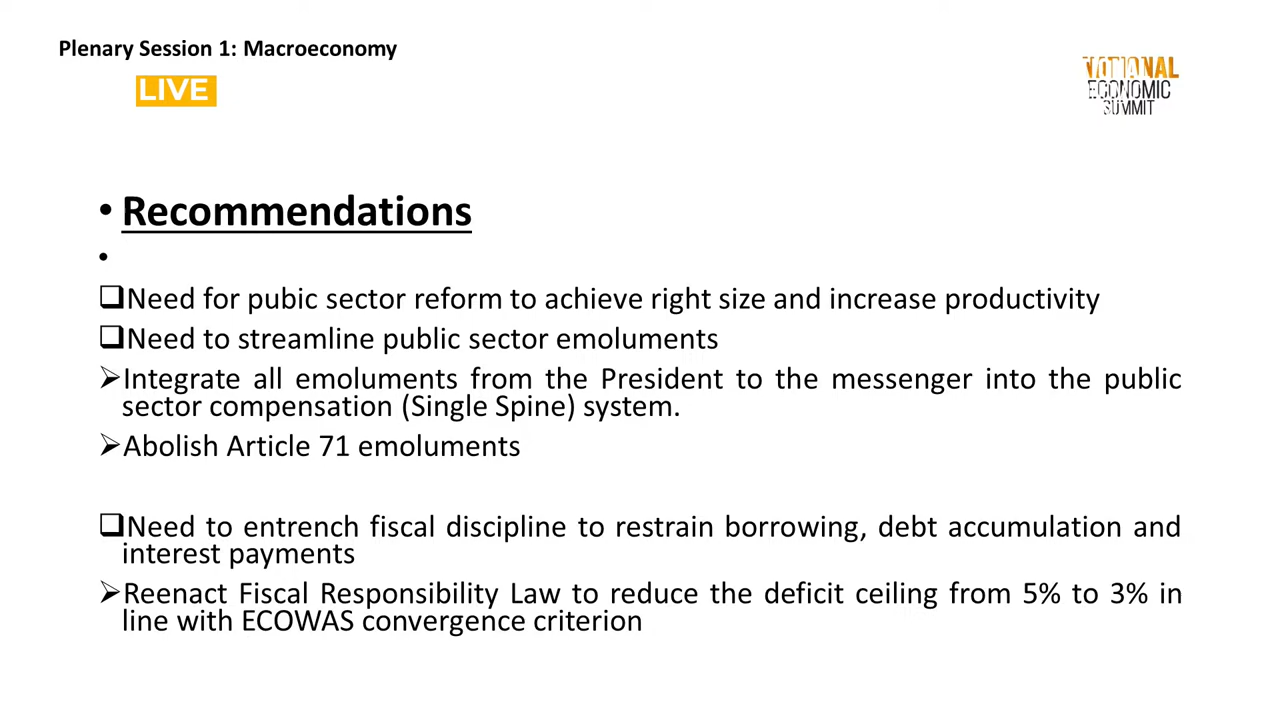 Plenary Session 1: Macroeconomy
LIVE
NATIONAL
ECONOMIC
SUMMIT
• Recommendations
•
❑Need for pubic sector reform to achieve right size and increase productivity
❑Need to streamline public sector emoluments
➢Integrate all emoluments from the President to the messenger into the public
sector compensation (Single Spine) system.
➢Abolish Article 71 emoluments
❑Need to entrench fiscal discipline to restrain borrowing, debt accumulation and
interest payments
➢Reenact Fiscal Responsibility Law to reduce the deficit ceiling from 5% to 3% in
line with ECOWAS convergence criterion